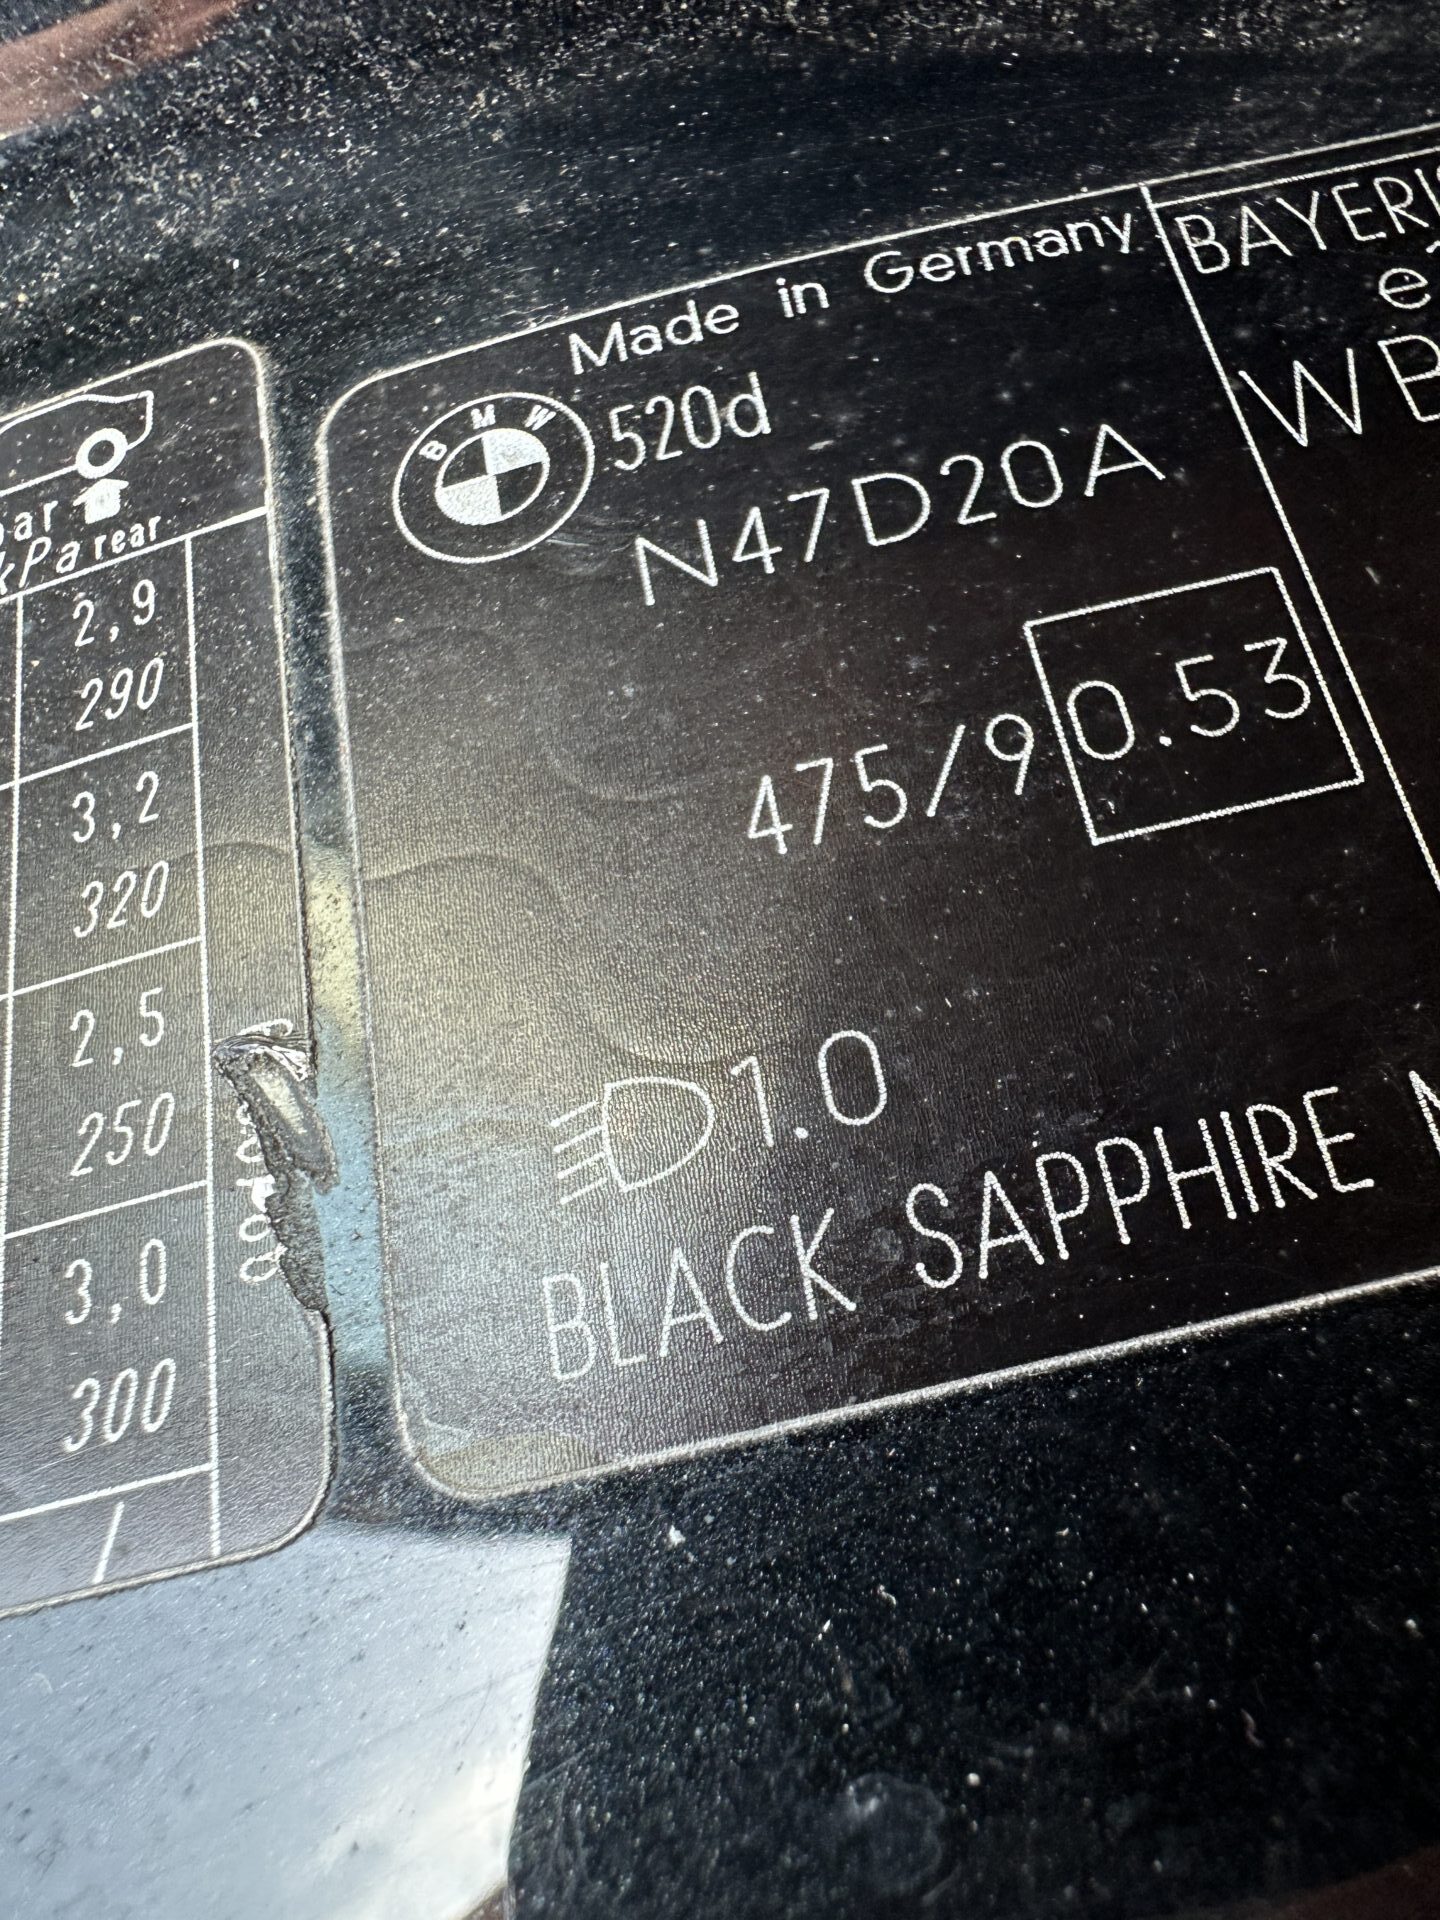 bar
kPa rear
2,9
290
3,2
320
2,5
250
3,0
300
/
Made in Germany
BMW
520d
N47D20A
475/9 0.53
1.0
BLACK SAPPHIRE
BAYERIS
e
WB